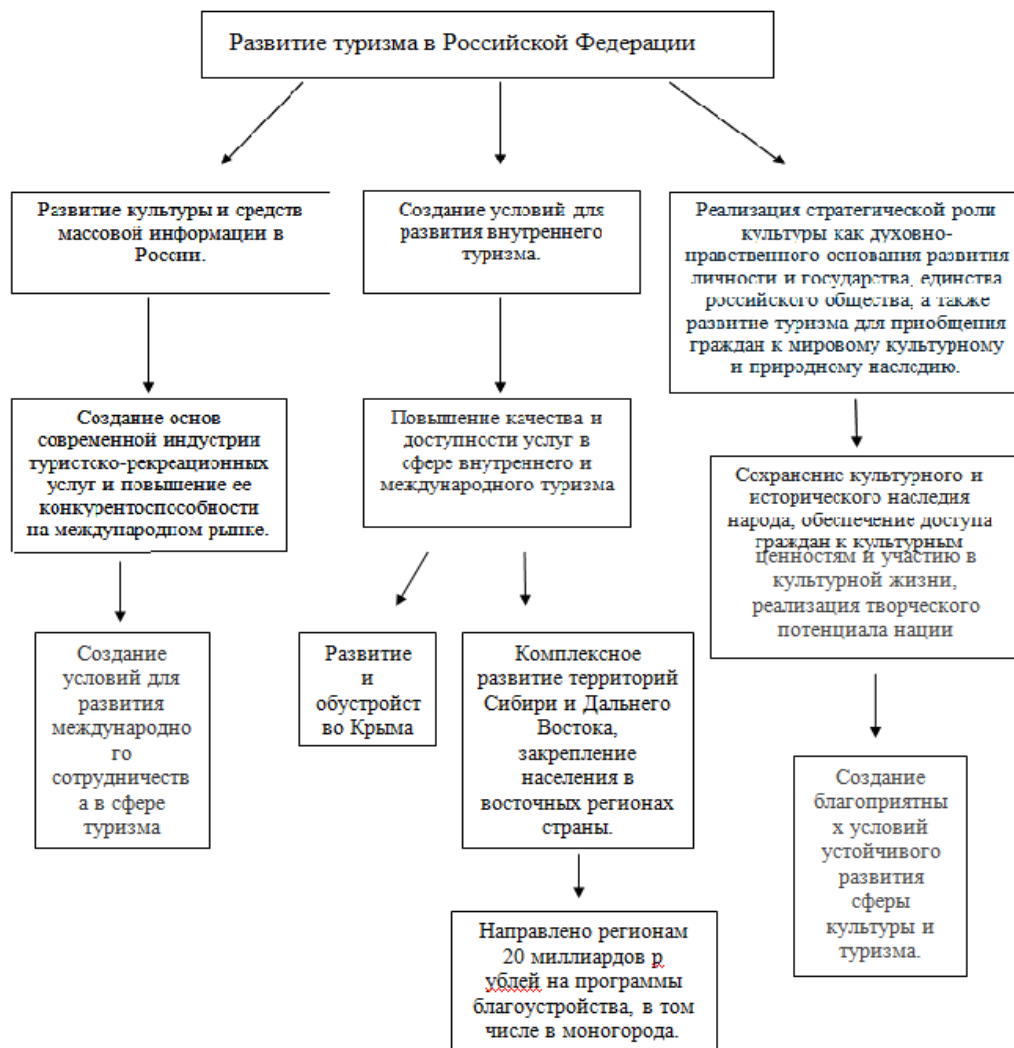 Развитие туризма в Российской Федерации
Развитие культуры и средств
массовой информации в
России.
Создание условий для
развития внутреннего
туризма.
Реализация стратегической роли
культуры как духовно-
нравственного основания развития
личности и государства, единства
российского общества, а также
развитие туризма для приобщения
граждан к мировому культурному
и природному наследию.
Создание основ
современной индустрии
туристско-рекреационных
услуг и повышение ее
конкурентоспособности
на международном рынке.
Повышение качества и
доступности услуг в
сфере внутреннего и
международного туризма
Сохранение культурного и
исторического наследия
народа, обеспечение доступа
граждан к культурным
ценностям и участию в
культурной жизни,
реализация творческого
потенциала нации
Создание
условий для
развития
международно
го
сотрудничеств
а в сфере
туризма
Развитие
и
обустройст
во Крыма
Комплексное
развитие территорий
Сибири и Дальнего
Востока,
закрепление
населения в
восточных регионах
страны.
Создание
благоприятны
х условий
устойчивого
развития
сферы
культуры и
туризма.
Направлено регионам
20 миллиардов р
ублей на программы
благоустройства, в том
числе в моногорода.